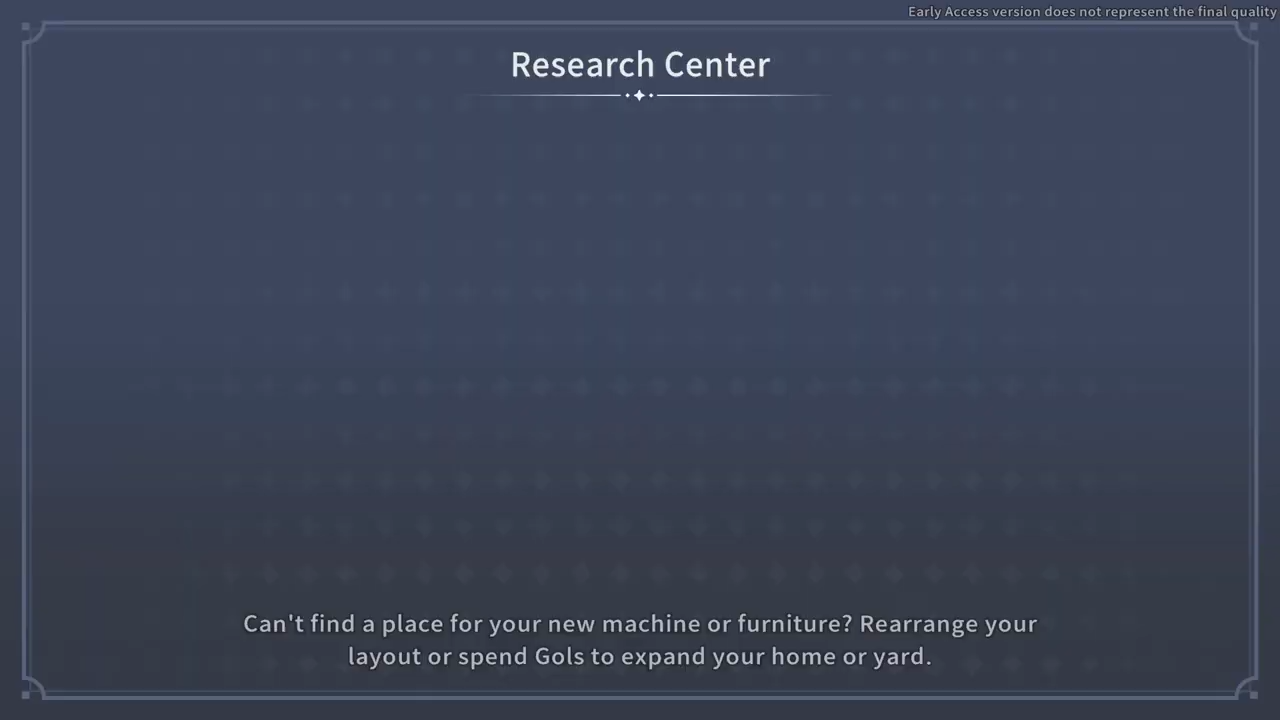 Early Access version does not represent the final quality
Research Center
Can't find a place for your new machine or furniture? Rearrange your
layout or spend Gols to expand your home or yard.